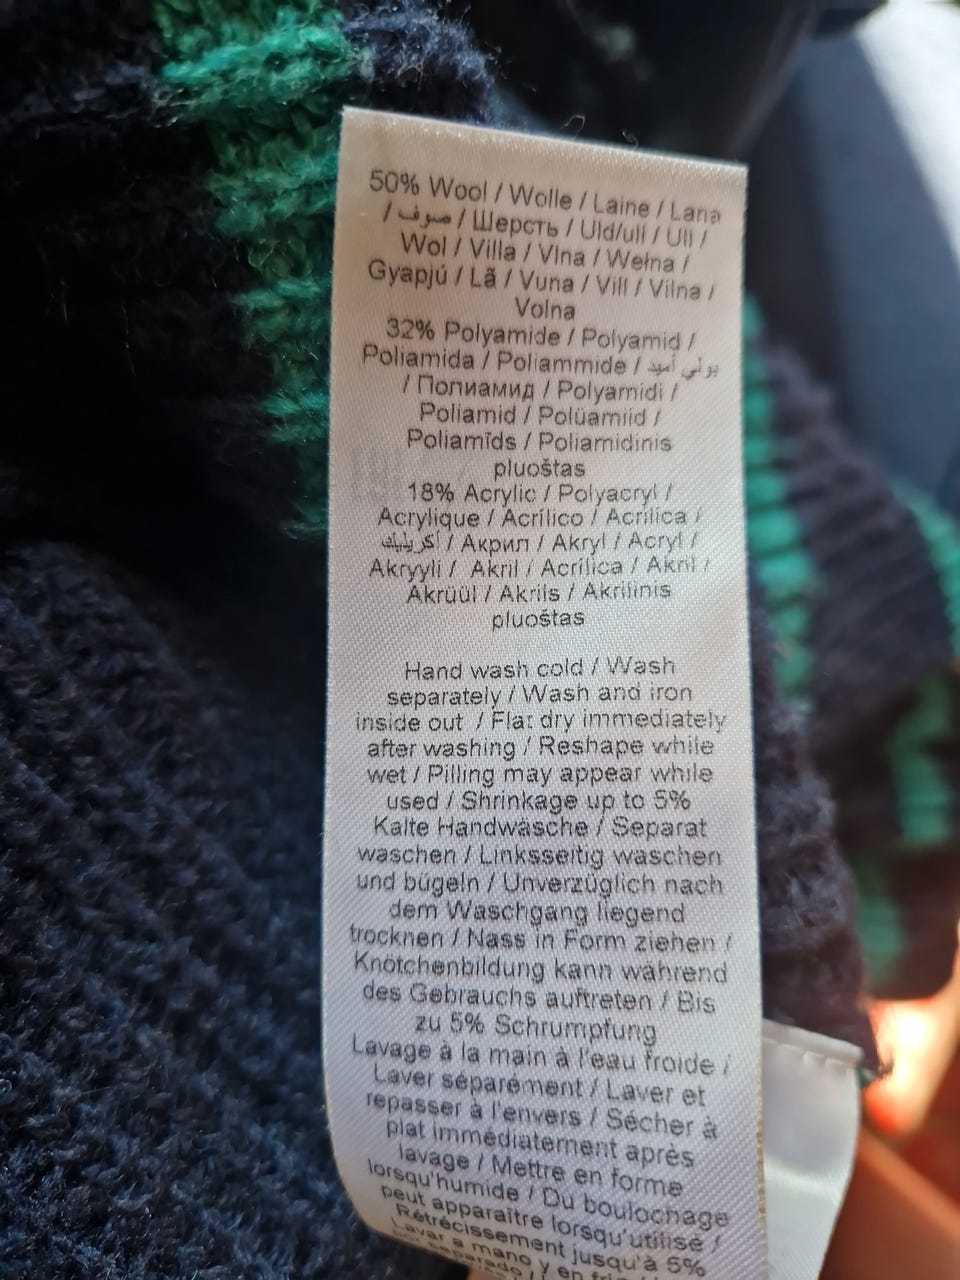 50% Wool / Wolle / Laine / Lana
/ صوف / Шерсть / Uld/ull / Ull /
Wol / Villa / Vlna / Wełna /
Gyapjú / Lã / Vuna / Vill / Vilna /
Volna
32% Polyamide / Polyamid /
Poliamida / Poliammide / بولي أميد
/ Полиамид / Polyamidi /
Poliamid / Polüamiid /
Poliamīds / Poliamidinis
pluoštas
18% Acrylic / Polyacryl /
Acrylique / Acrílico / Acrilica /
أكريليك / Акрил / Akryl / Acryl /
Akryyli / Akril / Acrílica / Akril /
Akrüül / Akrils / Akrilinis
pluoštas
Hand wash cold / Wash
separately / Wash and iron
inside out / Flat dry immediately
after washing / Reshape while
wet / Pilling may appear while
used / Shrinkage up to 5%
Kalte Handwäsche / Separat
waschen / Linksseitig waschen
und bügeln / Unverzüglich nach
dem Waschgang liegend
trocknen / Nass in Form ziehen /
Knötchenbildung kann während
des Gebrauchs auftreten / Bis
zu 5% Schrumpfung
Lavage à la main à l'eau froide /
Laver séparément / Laver et
repasser à l'envers / Sécher à
plat immédiatement après
lavage / Mettre en forme
lorsqu'humide / Du boulochage
peut apparaître lorsqu'utilisé /
Rétrécissement jusqu'à 5%
Lavar a mano y en
por separado /